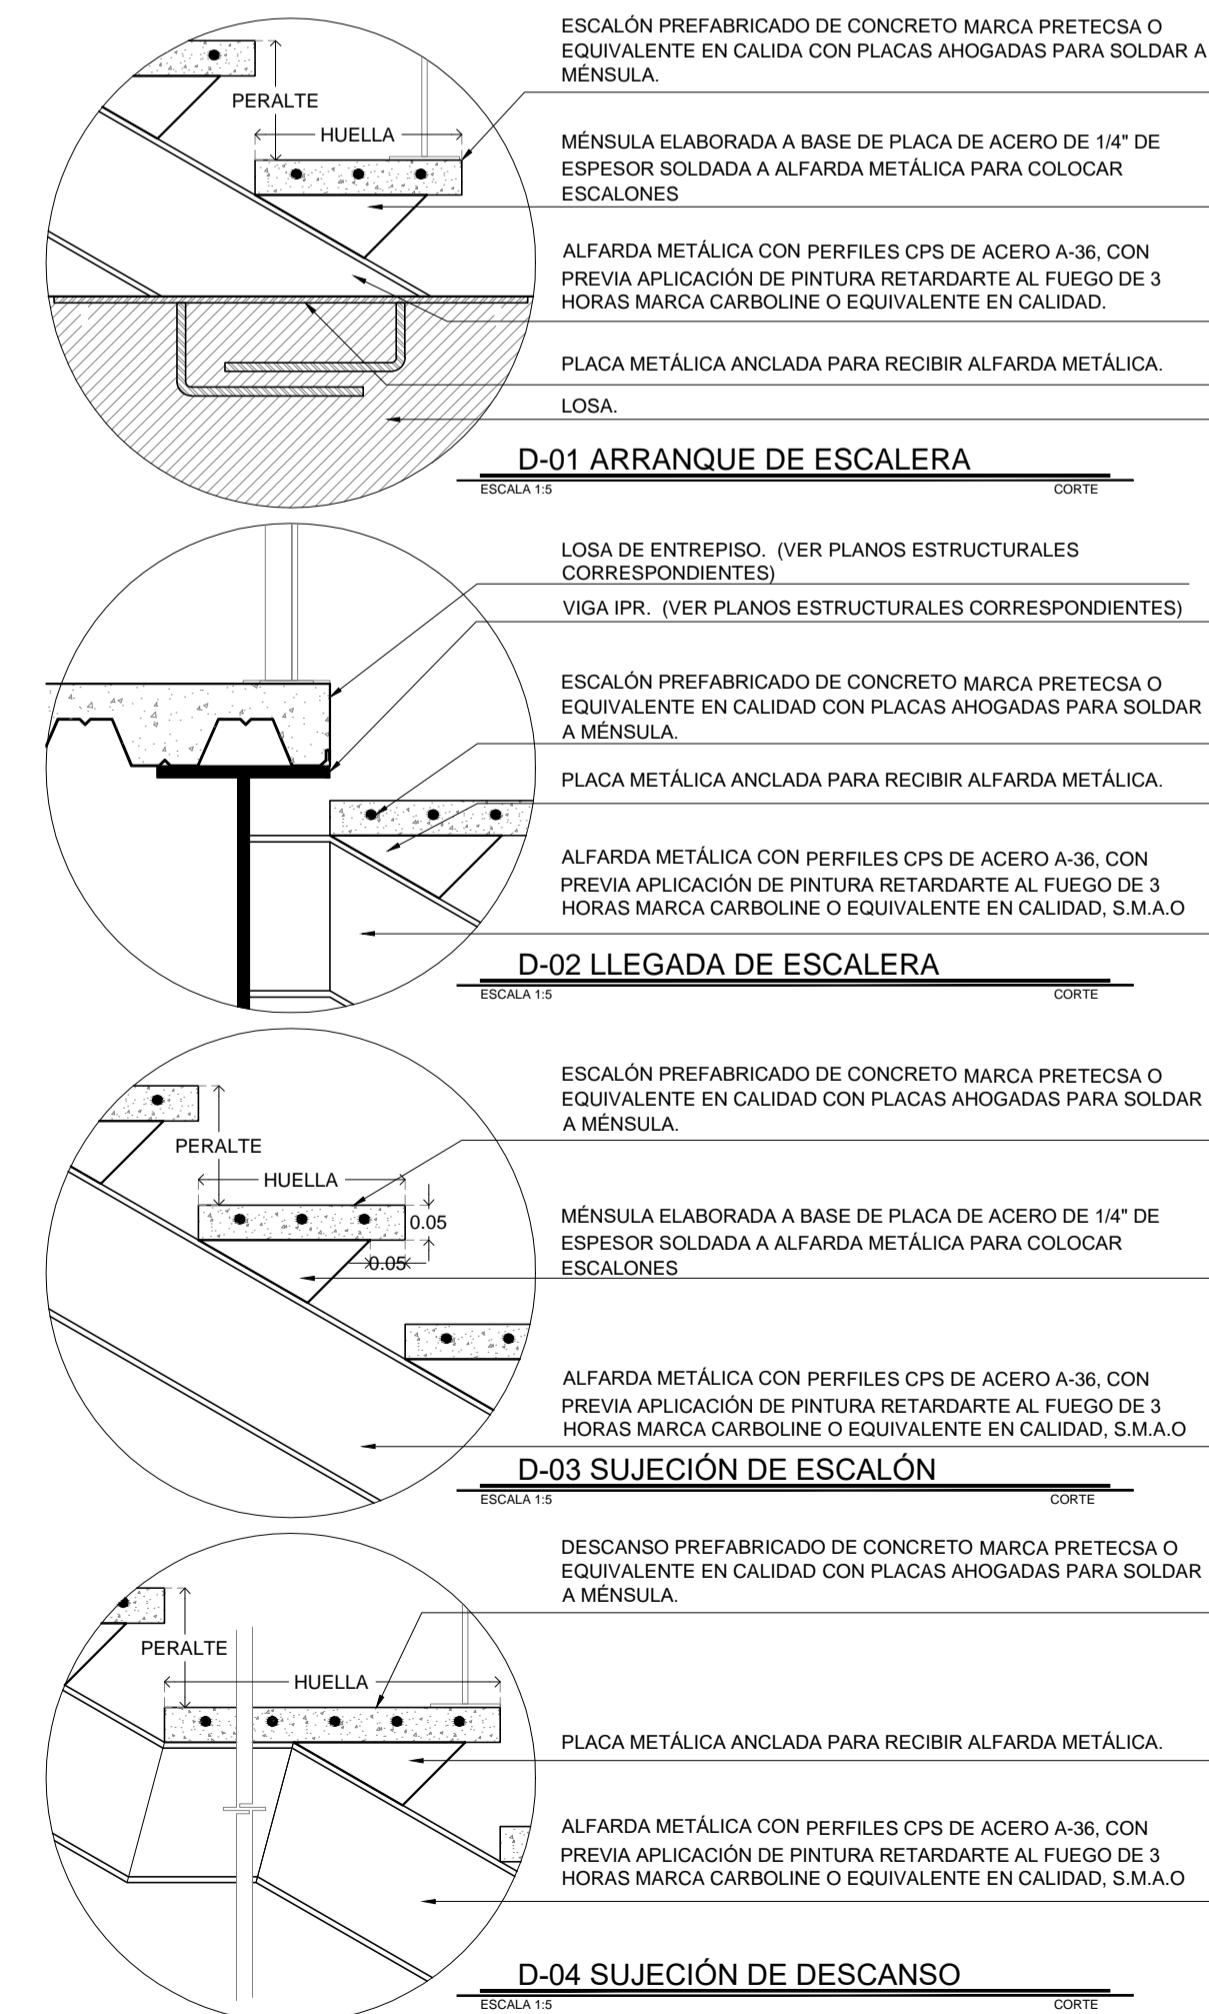 ESCALÓN PREFABRICADO DE CONCRETO MARCA PRETECSA O
EQUIVALENTE EN CALIDA CON PLACAS AHOGADAS PARA SOLDAR A
MÉNSULA.
PERALTE
HUELLA
MÉNSULA ELABORADA A BASE DE PLACA DE ACERO DE 1/4" DE
ESPESOR SOLDADA A ALFARDA METÁLICA PARA COLOCAR
ESCALONES
ALFARDA METÁLICA CON PERFILES CPS DE ACERO A-36, CON
PREVIA APLICACIÓN DE PINTURA RETARDARTE AL FUEGO DE 3
HORAS MARCA CARBOLINE O EQUIVALENTE EN CALIDAD.
PLACA METÁLICA ANCLADA PARA RECIBIR ALFARDA METÁLICA.
LOSA.
D-01 ARRANQUE DE ESCALERA
ESCALA 1:5 CORTE
LOSA DE ENTREPISO. (VER PLANOS ESTRUCTURALES
CORRESPONDIENTES)
VIGA IPR. (VER PLANOS ESTRUCTURALES CORRESPONDIENTES)
ESCALÓN PREFABRICADO DE CONCRETO MARCA PRETECSA O
EQUIVALENTE EN CALIDAD CON PLACAS AHOGADAS PARA SOLDAR
A MÉNSULA.
PLACA METÁLICA ANCLADA PARA RECIBIR ALFARDA METÁLICA.
ALFARDA METÁLICA CON PERFILES CPS DE ACERO A-36, CON
PREVIA APLICACIÓN DE PINTURA RETARDARTE AL FUEGO DE 3
HORAS MARCA CARBOLINE O EQUIVALENTE EN CALIDAD, S.M.A.O
D-02 LLEGADA DE ESCALERA
ESCALA 1:5 CORTE
ESCALÓN PREFABRICADO DE CONCRETO MARCA PRETECSA O
EQUIVALENTE EN CALIDAD CON PLACAS AHOGADAS PARA SOLDAR
A MÉNSULA.
PERALTE
HUELLA
0.05
0.05
MÉNSULA ELABORADA A BASE DE PLACA DE ACERO DE 1/4" DE
ESPESOR SOLDADA A ALFARDA METÁLICA PARA COLOCAR
ESCALONES
ALFARDA METÁLICA CON PERFILES CPS DE ACERO A-36, CON
PREVIA APLICACIÓN DE PINTURA RETARDARTE AL FUEGO DE 3
HORAS MARCA CARBOLINE O EQUIVALENTE EN CALIDAD, S.M.A.O
D-03 SUJECIÓN DE ESCALÓN
ESCALA 1:5 CORTE
DESCANSO PREFABRICADO DE CONCRETO MARCA PRETECSA O
EQUIVALENTE EN CALIDAD CON PLACAS AHOGADAS PARA SOLDAR
A MÉNSULA.
PERALTE
HUELLA
PLACA METÁLICA ANCLADA PARA RECIBIR ALFARDA METÁLICA.
ALFARDA METÁLICA CON PERFILES CPS DE ACERO A-36, CON
PREVIA APLICACIÓN DE PINTURA RETARDARTE AL FUEGO DE 3
HORAS MARCA CARBOLINE O EQUIVALENTE EN CALIDAD, S.M.A.O
D-04 SUJECIÓN DE DESCANSO
ESCALA 1:5 CORTE